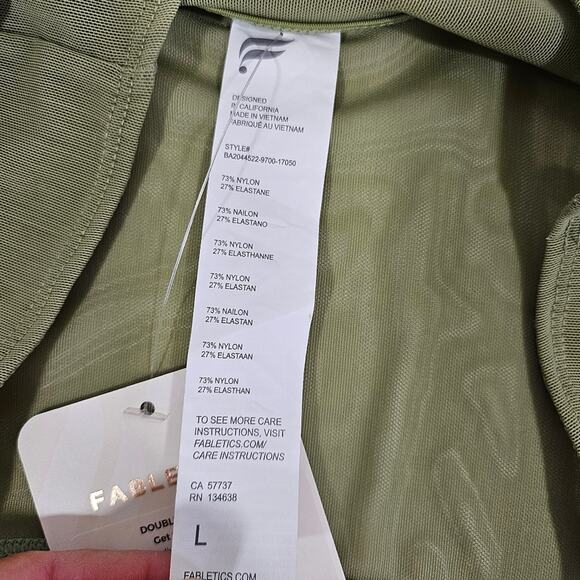 DESIGNED
IN CALIFORNIA
MADE IN VIETNAM
FABRIQUÉ AU VIETNAM
STYLE#
BA2044522-9700-17050
73% NYLON
27% ELASTANE
73% NAILON
27% ELASTANO
73% NYLON
27% ELASTHANNE
73% NYLON
27% ELASTAN
73% NAILON
27% ELASTAN
73% NYLON
27% ELASTAAN
73% NYLON
27% ELASTHAN
TO SEE MORE CARE
INSTRUCTIONS, VISIT
FABLETICS.COM/
CARE INSTRUCTIONS
CA 57737
RN 134638
L
FABLETICS.COM
FABLE
DOUBL
Get